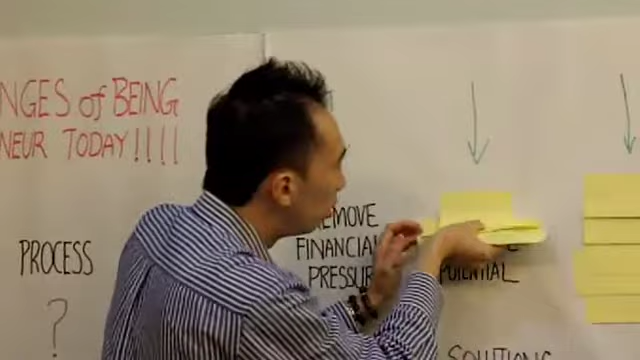 NGES of BEING
NEUR TODAY!!!!
PROCESS
?
REMOVE
FINANCIAL
PRESSURE
POTENTIAL
SOLUTIONS